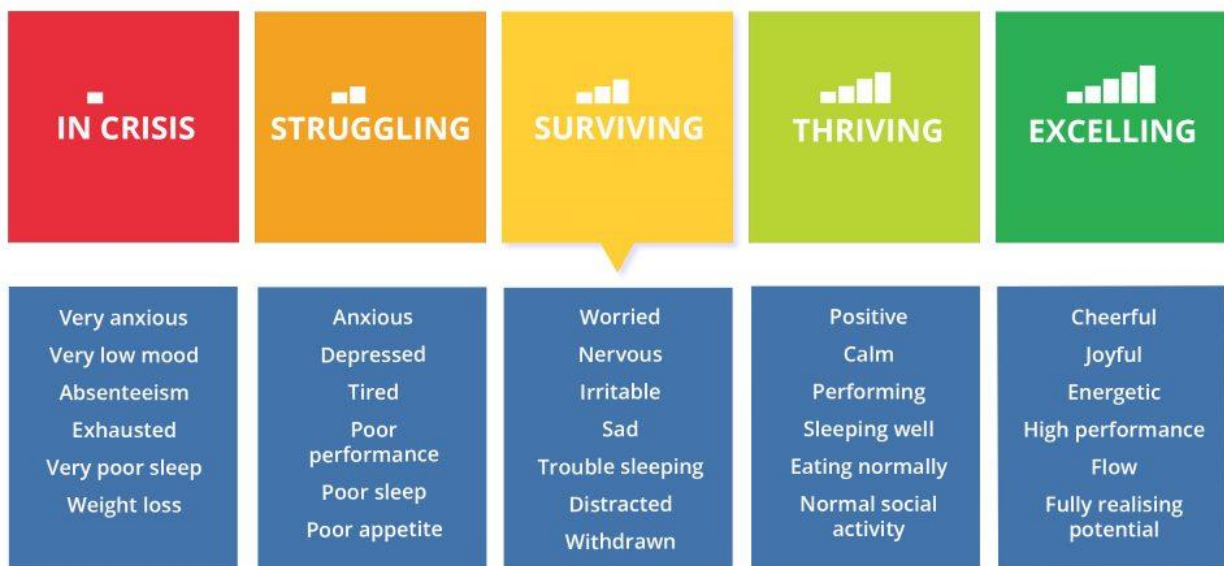 IN CRISIS
STRUGGLING
SURVIVING
THRIVING
EXCELLING
Very anxious
Very low mood
Absenteeism
Exhausted
Very poor sleep
Weight loss
Anxious
Depressed
Tired
Poor
performance
Poor sleep
Poor appetite
Worried
Nervous
Irritable
Sad
Trouble sleeping
Distracted
Withdrawn
Positive
Calm
Performing
Sleeping well
Eating normally
Normal social
activity
Cheerful
Joyful
Energetic
High performance
Flow
Fully realising
potential